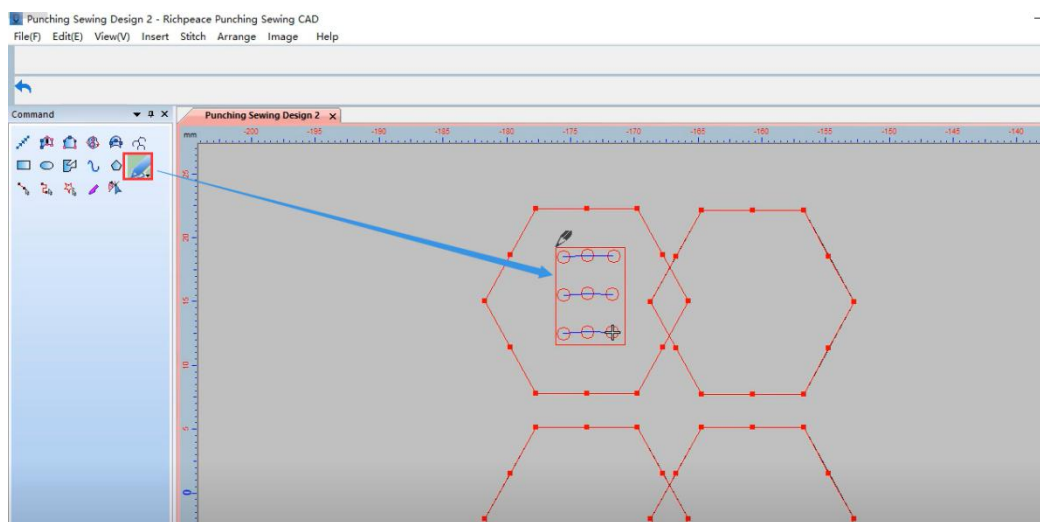 Punching Sewing Design 2 - Richpeace Punching Sewing CAD
File(F) Edit(E) View(V) Insert Stitch Arrange Image Help
Command
Punching Sewing Design 2
mm -200 -195 -190 -185 -180 -175 -170 -165 -160 -155 -150 -145 -140
25
20
15
10
5
0